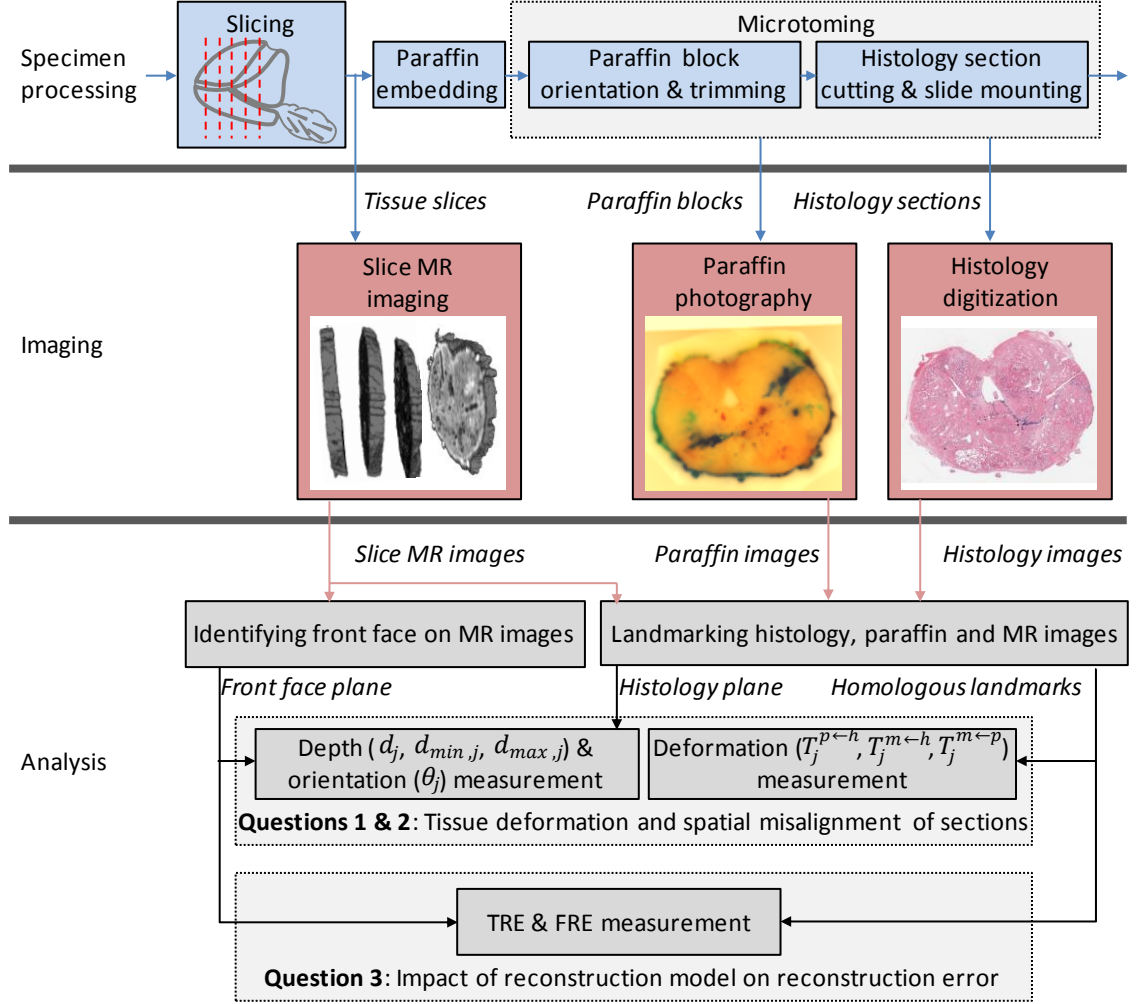 Slicing
Microtoming
Specimen
processing
Paraffin
embedding
Paraffin block
orientation & trimming
Histology section
cutting & slide mounting
Tissue slices
Paraffin blocks
Histology sections
Imaging
Slice MR
imaging
Paraffin
photography
Histology
digitization
Slice MR images
Paraffin images
Histology images
Identifying front face on MR images
Landmarking histology, paraffin and MR images
Front face plane
Histology plane
Homologous landmarks
Analysis
Depth (d_j, d_{min,j}, d_{max,j}) &
orientation (θ_j) measurement
Deformation (T_j^{p←h}, T_j^{m←h}, T_j^{m←p})
measurement
Questions 1 & 2: Tissue deformation and spatial misalignment of sections
TRE & FRE measurement
Question 3: Impact of reconstruction model on reconstruction error